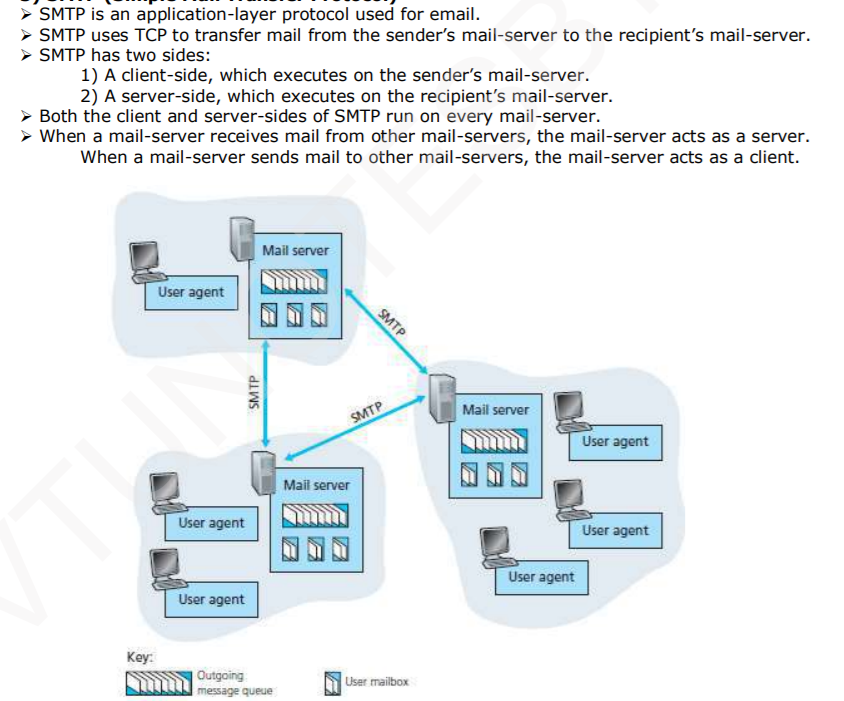 3) SMTP (Simple Mail Transfer Protocol)
➢ SMTP is an application-layer protocol used for email.
➢ SMTP uses TCP to transfer mail from the sender’s mail-server to the recipient’s mail-server.
➢ SMTP has two sides:
1) A client-side, which executes on the sender’s mail-server.
2) A server-side, which executes on the recipient’s mail-server.
➢ Both the client and server-sides of SMTP run on every mail-server.
➢ When a mail-server receives mail from other mail-servers, the mail-server acts as a server.
When a mail-server sends mail to other mail-servers, the mail-server acts as a client.
Mail server
User agent
SMTP
SMTP
SMTP
Mail server
User agent
User agent
User agent
Mail server
User agent
User agent
Key:
Outgoing
message queue
User mailbox